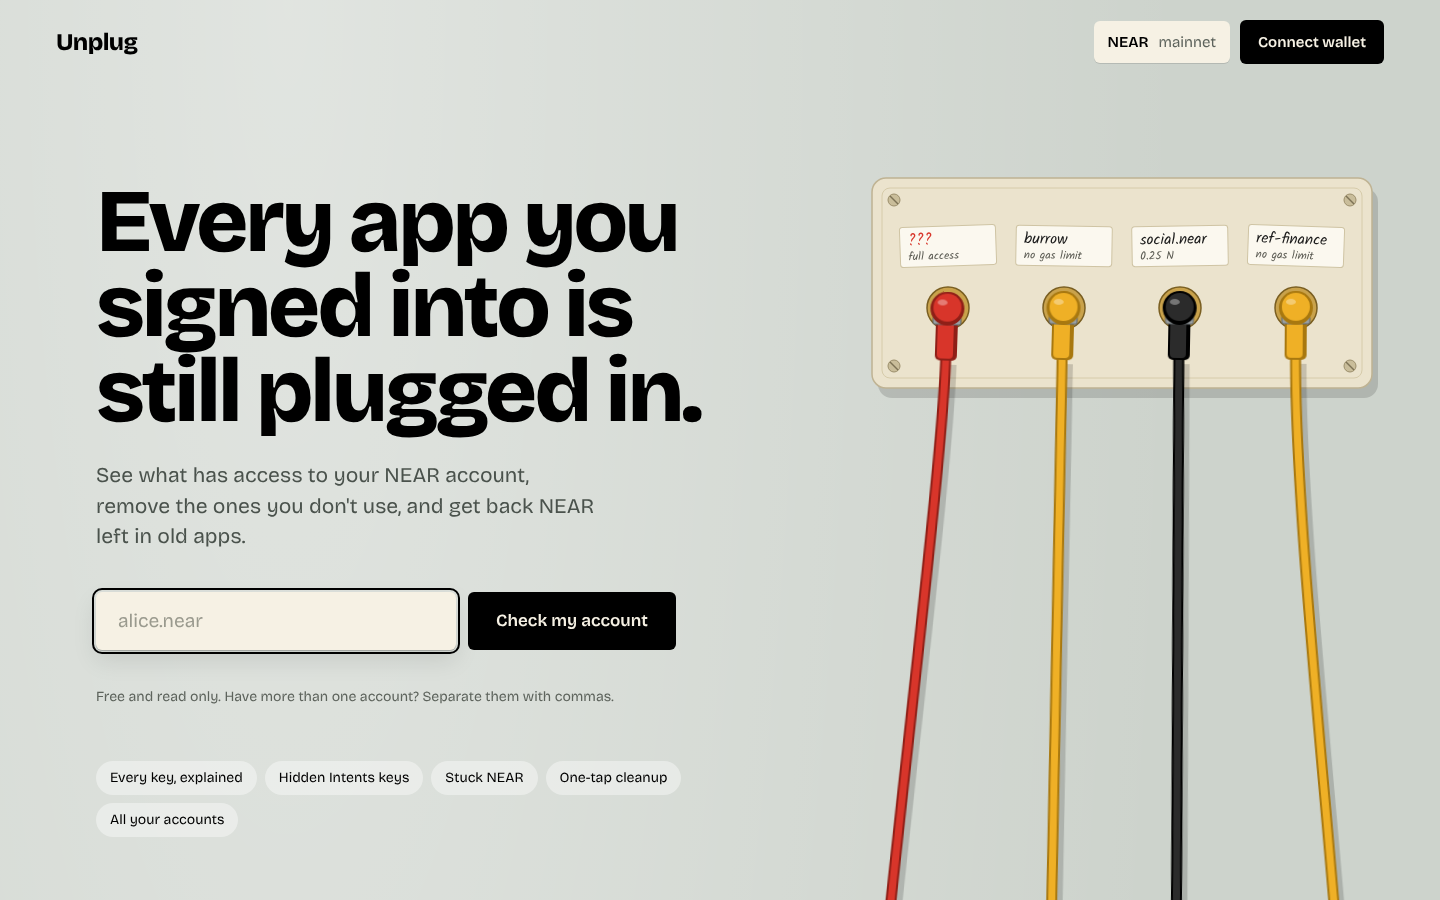 Unplug
NEAR mainnet
Connect wallet
Every app you
signed into is
still plugged in.
See what has access to your NEAR account,
remove the ones you don't use, and get back NEAR
left in old apps.
alice.near
Check my account
Free and read only. Have more than one account? Separate them with commas.
Every key, explained
Hidden Intents keys
Stuck NEAR
One-tap cleanup
All your accounts
???
full access
burrow
no gas limit
social.near
0.25 N
ref-finance
no gas limit